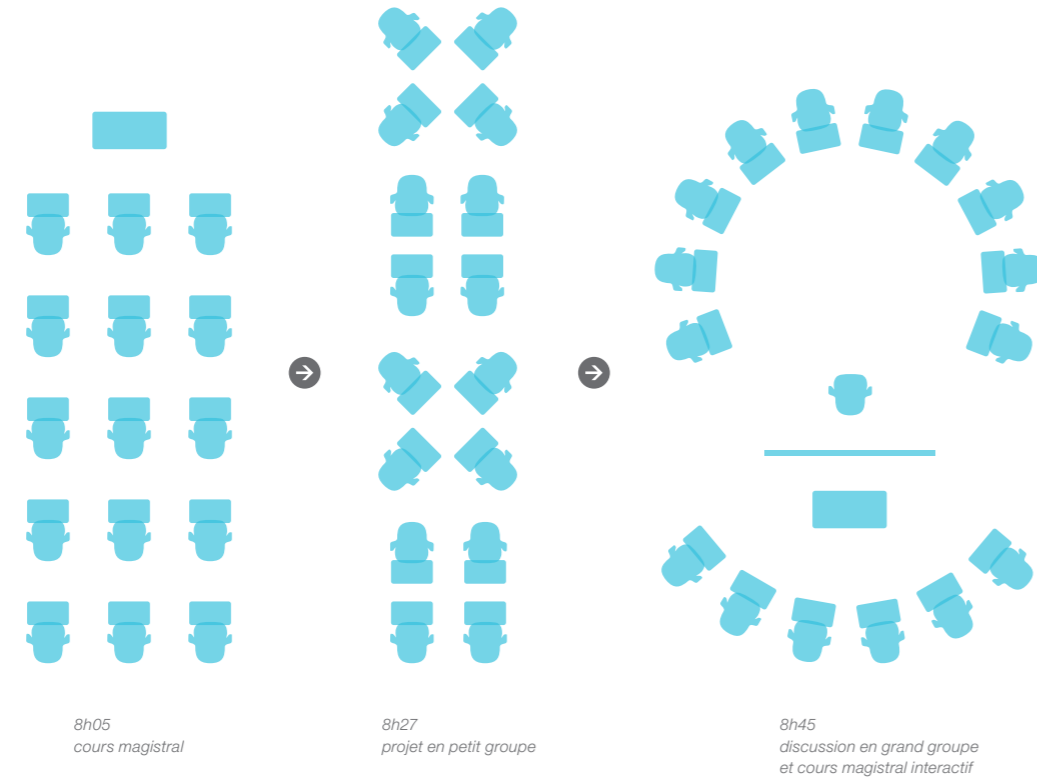 8h05
cours magistral
8h27
projet en petit groupe
8h45
discussion en grand groupe
et cours magistral interactif